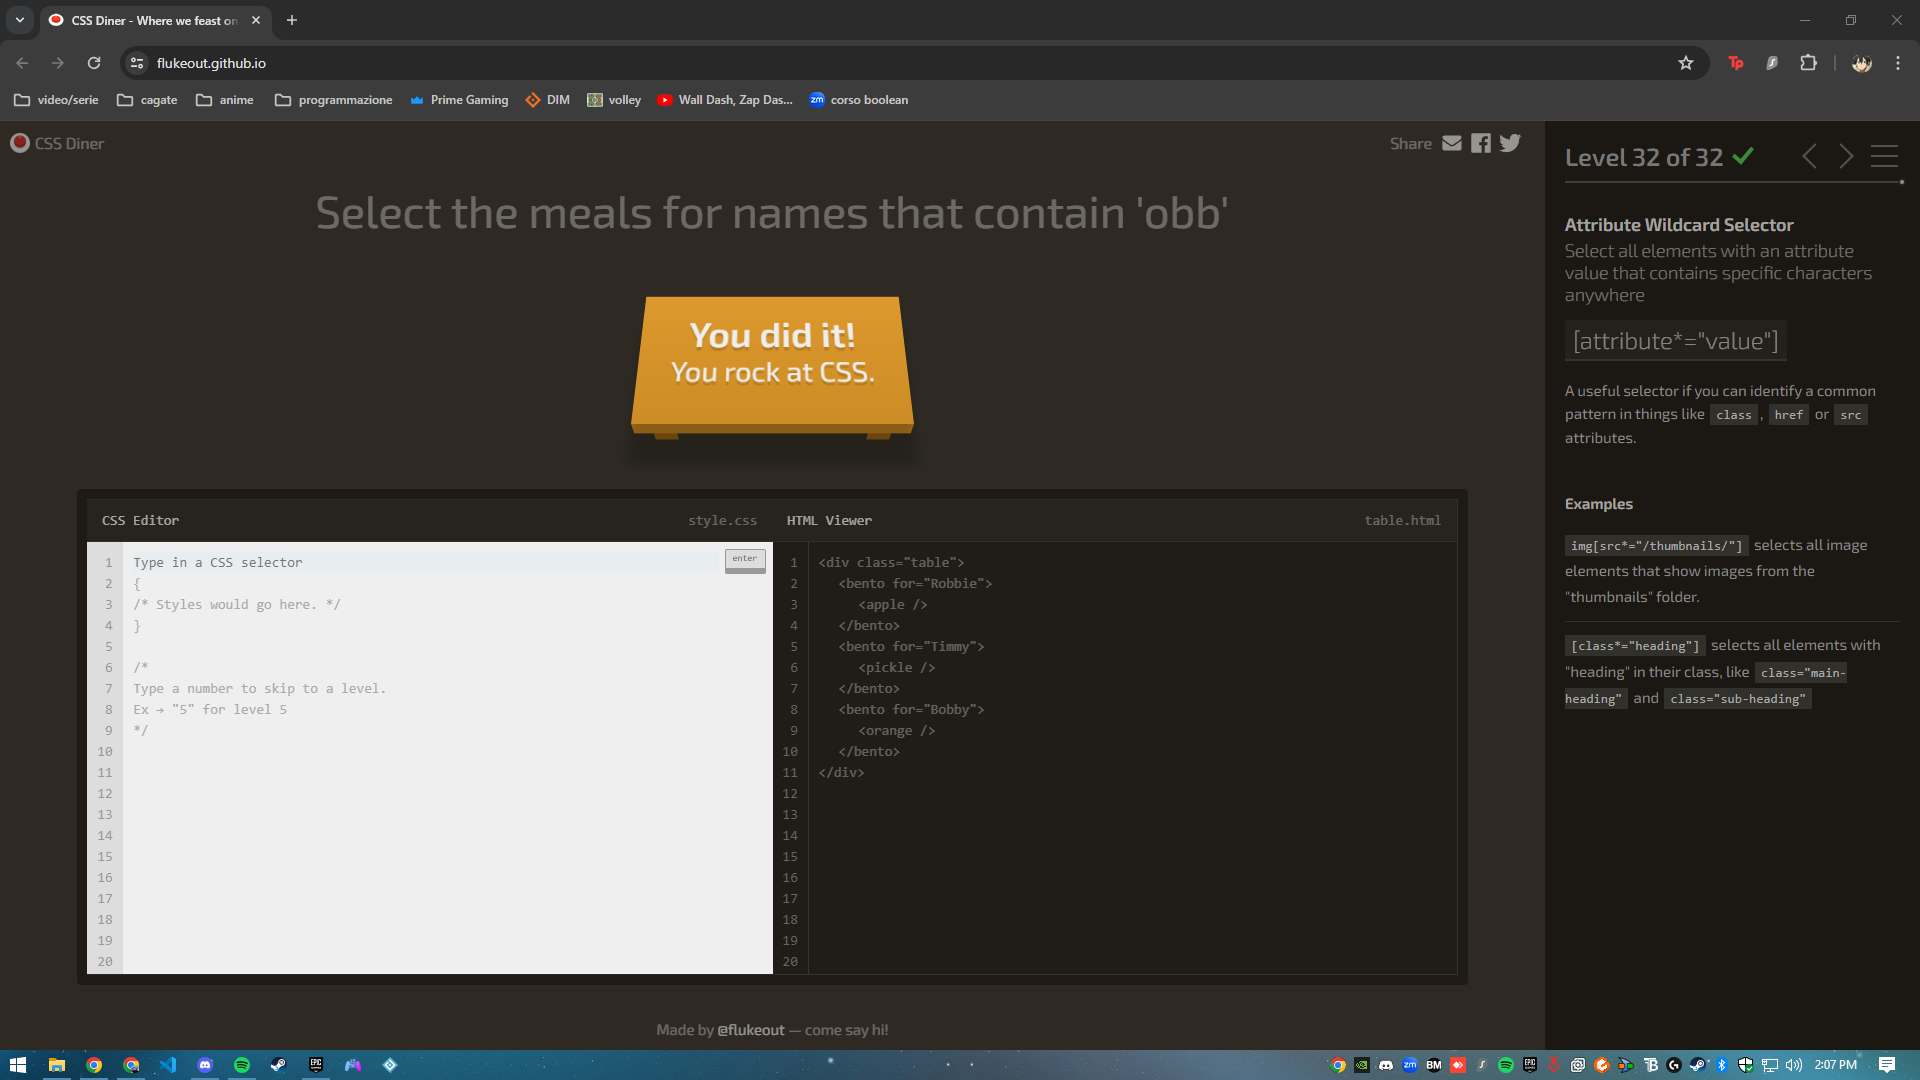 CSS Diner - Where we feast on
flukeout.github.io
video/serie cagate anime programmazione Prime Gaming DIM volley Wall Dash, Zap Das... zm corso boolean
CSS Diner
Share
Select the meals for names that contain 'obb'
You did it!
You rock at CSS.
CSS Editor style.css
enter
1 Type in a CSS selector
2 {
3 /* Styles would go here. */
4 }
5
6 /*
7 Type a number to skip to a level.
8 Ex → "5" for level 5
9 */
10
11
12
13
14
15
16
17
18
19
20
HTML Viewer table.html
1 <div class="table">
2 <bento for="Robbie">
3 <apple />
4 </bento>
5 <bento for="Timmy">
6 <pickle />
7 </bento>
8 <bento for="Bobby">
9 <orange />
10 </bento>
11 </div>
12
13
14
15
16
17
18
19
20
Made by @flukeout — come say hi!
Level 32 of 32
Attribute Wildcard Selector
Select all elements with an attribute
value that contains specific characters
anywhere
[attribute*="value"]
A useful selector if you can identify a common
pattern in things like class, href or src
attributes.
Examples
img[src*="/thumbnails/"] selects all image
elements that show images from the
"thumbnails" folder.
[class*="heading"] selects all elements with
"heading" in their class, like class="main-
heading" and class="sub-heading"
2:07 PM